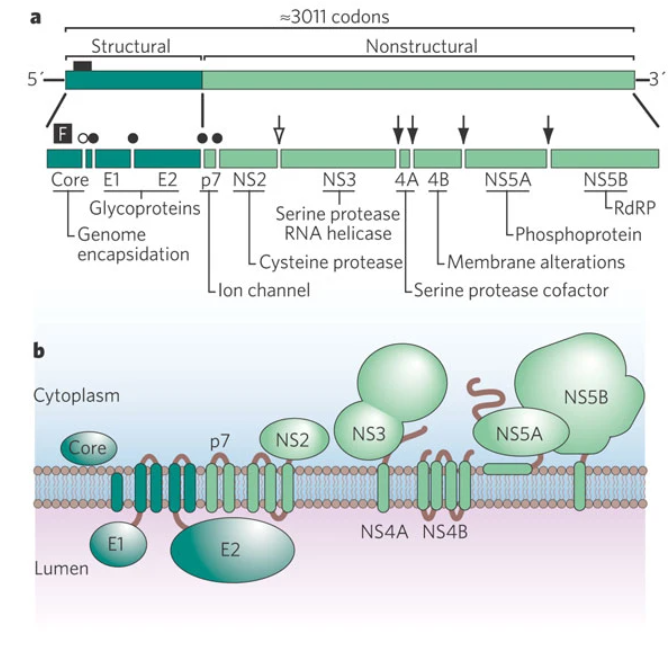 a
≈3011 codons
Structural
Nonstructural
5´
3´
F
Core E1 E2 p7 NS2 NS3 4A 4B NS5A NS5B
Glycoproteins
Serine protease
RNA helicase
RdRP
Genome
encapsidation
Phosphoprotein
Cysteine protease
Membrane alterations
Ion channel
Serine protease cofactor
b
Cytoplasm
Core
p7
NS2
NS3
NS5A
NS5B
E1
E2
NS4A
NS4B
Lumen